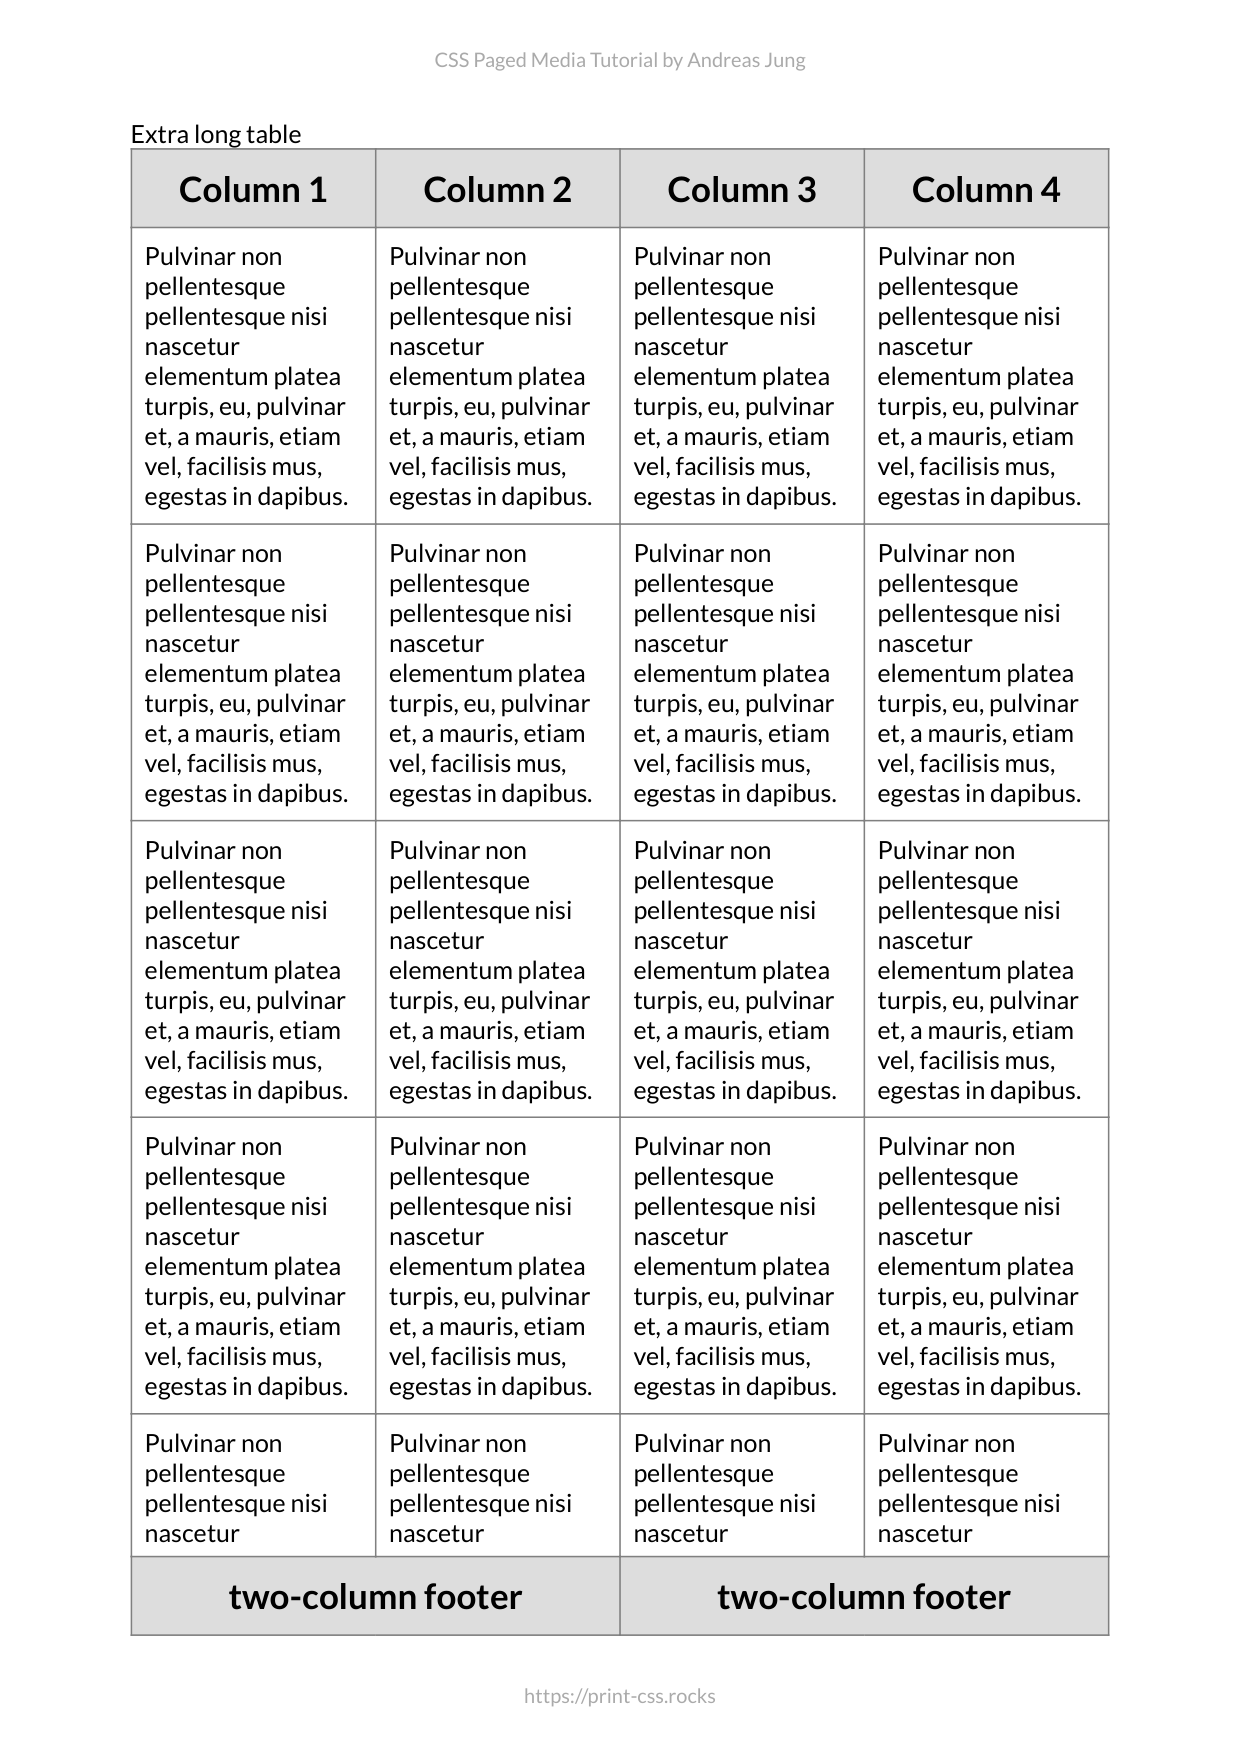 CSS Paged Media Tutorial by Andreas Jung
Extra long table
Column 1 Column 2 Column 3 Column 4
Pulvinar non Pulvinar non Pulvinar non Pulvinar non
pellentesque pellentesque pellentesque pellentesque
pellentesque nisi pellentesque nisi pellentesque nisi pellentesque nisi
nascetur nascetur nascetur nascetur
elementum platea elementum platea elementum platea elementum platea
turpis, eu, pulvinar turpis, eu, pulvinar turpis, eu, pulvinar turpis, eu, pulvinar
et, a mauris, etiam et, a mauris, etiam et, a mauris, etiam et, a mauris, etiam
vel, facilisis mus, vel, facilisis mus, vel, facilisis mus, vel, facilisis mus,
egestas in dapibus. egestas in dapibus. egestas in dapibus. egestas in dapibus.
Pulvinar non Pulvinar non Pulvinar non Pulvinar non
pellentesque pellentesque pellentesque pellentesque
pellentesque nisi pellentesque nisi pellentesque nisi pellentesque nisi
nascetur nascetur nascetur nascetur
elementum platea elementum platea elementum platea elementum platea
turpis, eu, pulvinar turpis, eu, pulvinar turpis, eu, pulvinar turpis, eu, pulvinar
et, a mauris, etiam et, a mauris, etiam et, a mauris, etiam et, a mauris, etiam
vel, facilisis mus, vel, facilisis mus, vel, facilisis mus, vel, facilisis mus,
egestas in dapibus. egestas in dapibus. egestas in dapibus. egestas in dapibus.
Pulvinar non Pulvinar non Pulvinar non Pulvinar non
pellentesque pellentesque pellentesque pellentesque
pellentesque nisi pellentesque nisi pellentesque nisi pellentesque nisi
nascetur nascetur nascetur nascetur
elementum platea elementum platea elementum platea elementum platea
turpis, eu, pulvinar turpis, eu, pulvinar turpis, eu, pulvinar turpis, eu, pulvinar
et, a mauris, etiam et, a mauris, etiam et, a mauris, etiam et, a mauris, etiam
vel, facilisis mus, vel, facilisis mus, vel, facilisis mus, vel, facilisis mus,
egestas in dapibus. egestas in dapibus. egestas in dapibus. egestas in dapibus.
Pulvinar non Pulvinar non Pulvinar non Pulvinar non
pellentesque pellentesque pellentesque pellentesque
pellentesque nisi pellentesque nisi pellentesque nisi pellentesque nisi
nascetur nascetur nascetur nascetur
elementum platea elementum platea elementum platea elementum platea
turpis, eu, pulvinar turpis, eu, pulvinar turpis, eu, pulvinar turpis, eu, pulvinar
et, a mauris, etiam et, a mauris, etiam et, a mauris, etiam et, a mauris, etiam
vel, facilisis mus, vel, facilisis mus, vel, facilisis mus, vel, facilisis mus,
egestas in dapibus. egestas in dapibus. egestas in dapibus. egestas in dapibus.
Pulvinar non Pulvinar non Pulvinar non Pulvinar non
pellentesque pellentesque pellentesque pellentesque
pellentesque nisi pellentesque nisi pellentesque nisi pellentesque nisi
nascetur nascetur nascetur nascetur
two-column footer two-column footer
https://print-css.rocks